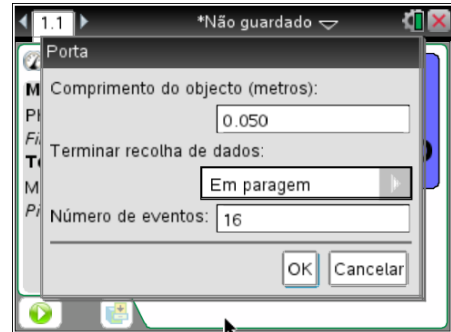 1.1
*Não guardado
Porta
Comprimento do objecto (metros):
0.050
Terminar recolha de dados:
Em paragem
Número de eventos: 16
OK Cancelar